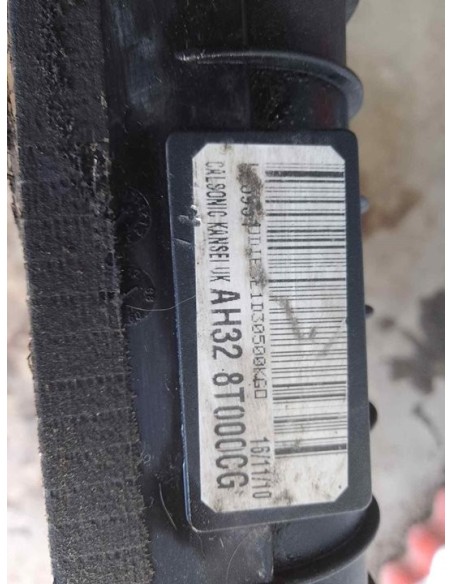 CALSONIC KANSEI UK
AH32 8T000CG
16/11/10